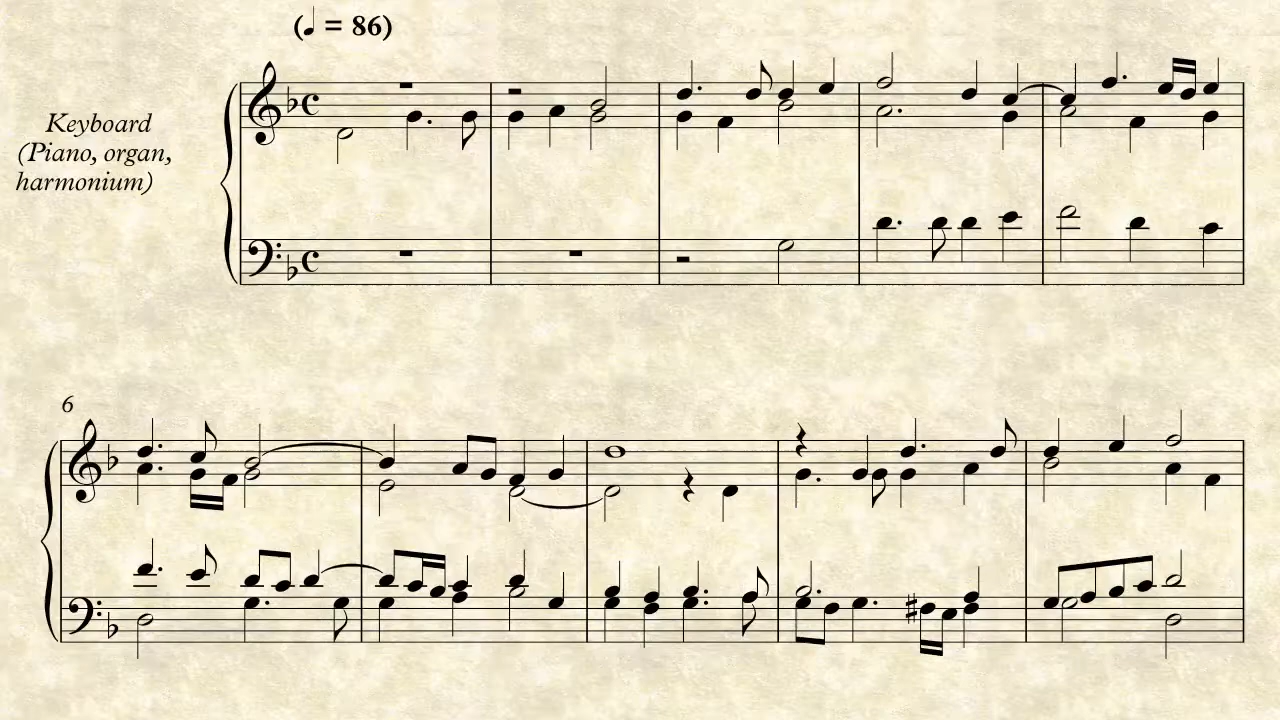 (♩ = 86)
Keyboard
(Piano, organ,
harmonium)
6